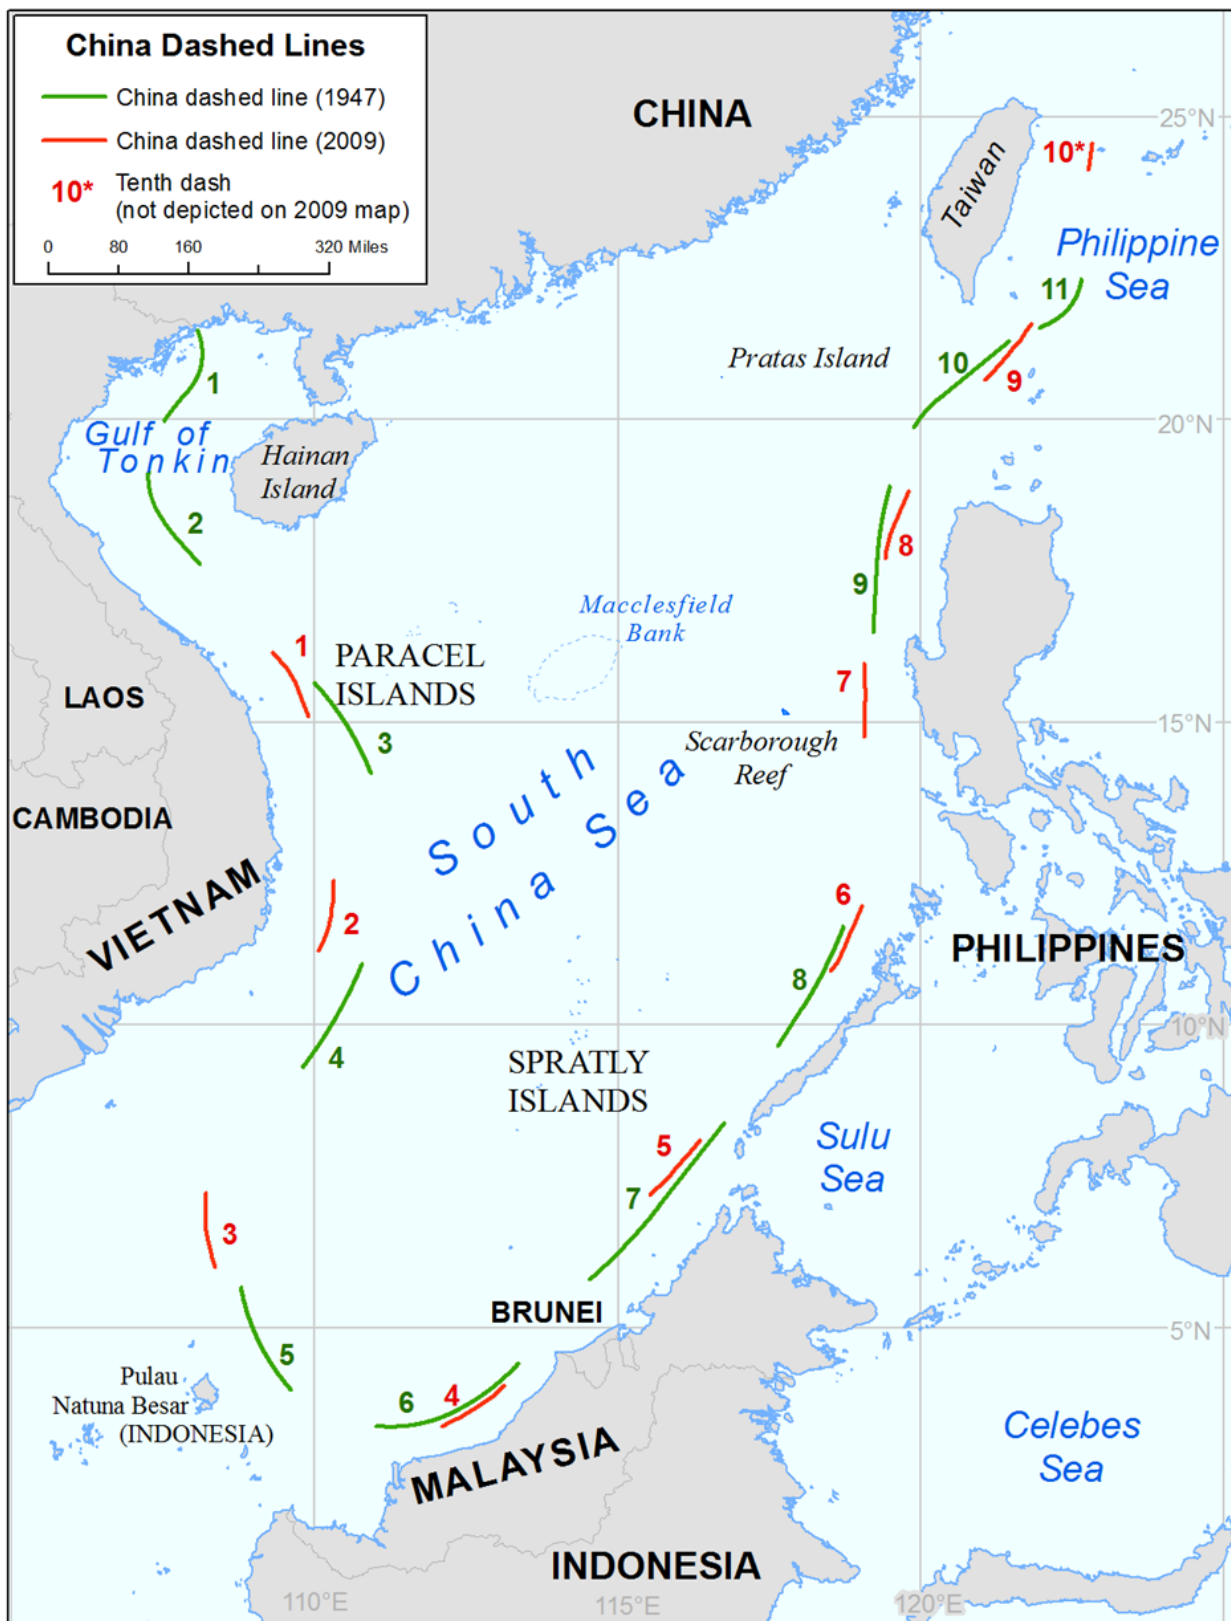 China Dashed Lines
China dashed line (1947)
China dashed line (2009)
10* Tenth dash
(not depicted on 2009 map)
0 80 160 320 Miles
CHINA
25°N
10*
Taiwan
Philippine
Sea
11
Pratas Island
10
9
1
20°N
Gulf of
Tonkin
Hainan
Island
2
8
9
Macclesfield
Bank
1
PARACEL
ISLANDS
7
LAOS
15°N
3
Scarborough
Reef
South
China Sea
CAMBODIA
VIETNAM
2
6
PHILIPPINES
8
10°N
4
SPRATLY
ISLANDS
5
Sulu
Sea
7
3
BRUNEI
5°N
5
Pulau
Natuna Besar
(INDONESIA)
6
4
Celebes
Sea
MALAYSIA
INDONESIA
110°E
115°E
120°E